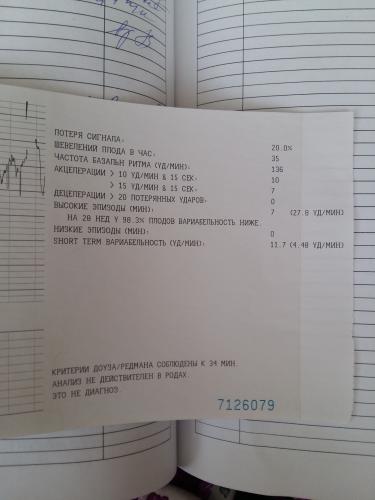 ПОТЕРЯ СИГНАЛА: 20.0%
ШЕВЕЛЕНИЙ ПЛОДА В ЧАС: 35
ЧАСТОТА БАЗАЛЬН РИТМА (УД/МИН): 136
АКЦЕЛЕРАЦИИ > 10 УД/МИН & 15 СЕК: 10
> 15 УД/МИН & 15 СЕК: 7
ДЕЦЕЛЕРАЦИИ > 20 ПОТЕРЯННЫХ УДАРОВ: 0
ВЫСОКИЕ ЭПИЗОДЫ (МИН): 7 (27.8 УД/МИН)
НА 28 НЕД У 98.3% ПЛОДОВ ВАРИАБЕЛЬНОСТЬ НИЖЕ.
НИЗКИЕ ЭПИЗОДЫ (МИН): 0
SHORT TERM ВАРИАБЕЛЬНОСТЬ (УД/МИН): 11.7 (4.48 УД/МИН)
КРИТЕРИИ ДОУЗА/РЕДМАНА СОБЛЮДЕНЫ К 34 МИН.
АНАЛИЗ НЕ ДЕЙСТВИТЕЛЕН В РОДАХ.
ЭТО НЕ ДИАГНОЗ.
7126079